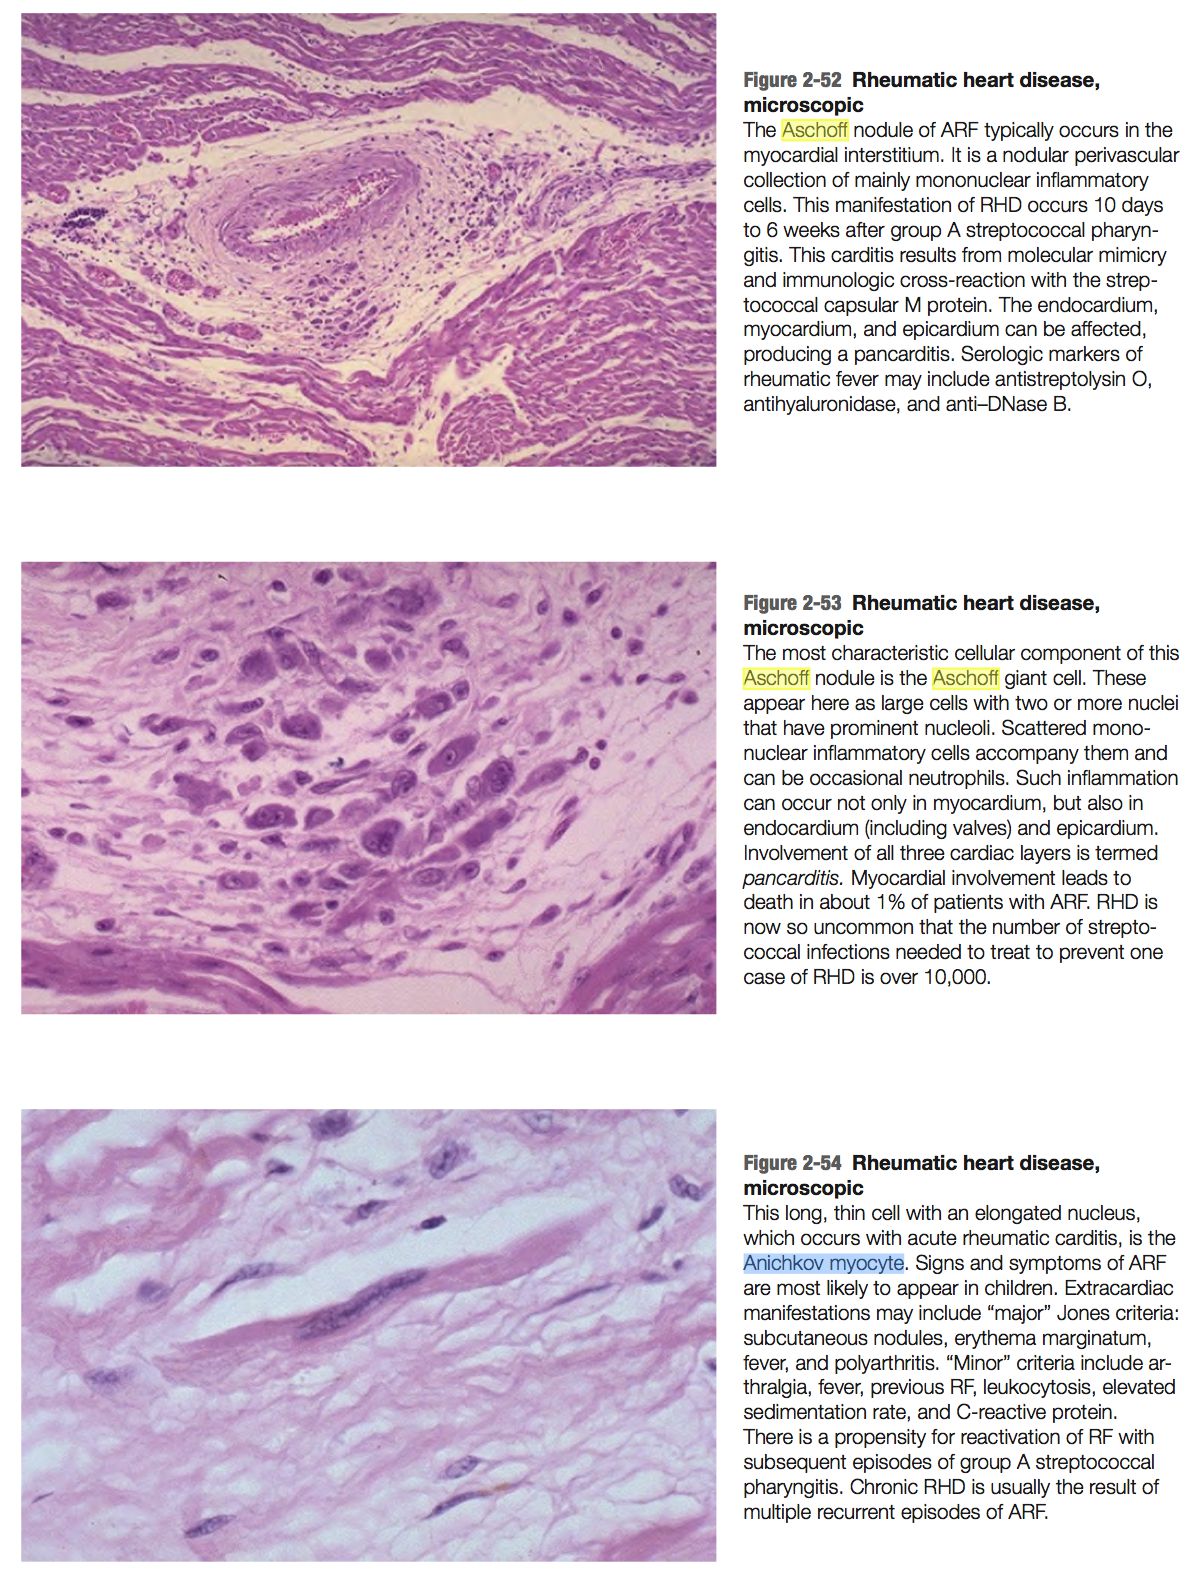 Figure 2-52 Rheumatic heart disease,
microscopic
The Aschoff nodule of ARF typically occurs in the
myocardial interstitium. It is a nodular perivascular
collection of mainly mononuclear inflammatory
cells. This manifestation of RHD occurs 10 days
to 6 weeks after group A streptococcal pharyn-
gitis. This carditis results from molecular mimicry
and immunologic cross-reaction with the strep-
tococcal capsular M protein. The endocardium,
myocardium, and epicardium can be affected,
producing a pancarditis. Serologic markers of
rheumatic fever may include antistreptolysin O,
antihyaluronidase, and anti–DNase B.
Figure 2-53 Rheumatic heart disease,
microscopic
The most characteristic cellular component of this
Aschoff nodule is the Aschoff giant cell. These
appear here as large cells with two or more nuclei
that have prominent nucleoli. Scattered mono-
nuclear inflammatory cells accompany them and
can be occasional neutrophils. Such inflammation
can occur not only in myocardium, but also in
endocardium (including valves) and epicardium.
Involvement of all three cardiac layers is termed
pancarditis. Myocardial involvement leads to
death in about 1% of patients with ARF. RHD is
now so uncommon that the number of strepto-
coccal infections needed to treat to prevent one
case of RHD is over 10,000.
Figure 2-54 Rheumatic heart disease,
microscopic
This long, thin cell with an elongated nucleus,
which occurs with acute rheumatic carditis, is the
Anichkov myocyte. Signs and symptoms of ARF
are most likely to appear in children. Extracardiac
manifestations may include “major” Jones criteria:
subcutaneous nodules, erythema marginatum,
fever, and polyarthritis. “Minor” criteria include ar-
thralgia, fever, previous RF, leukocytosis, elevated
sedimentation rate, and C-reactive protein.
There is a propensity for reactivation of RF with
subsequent episodes of group A streptococcal
pharyngitis. Chronic RHD is usually the result of
multiple recurrent episodes of ARF.